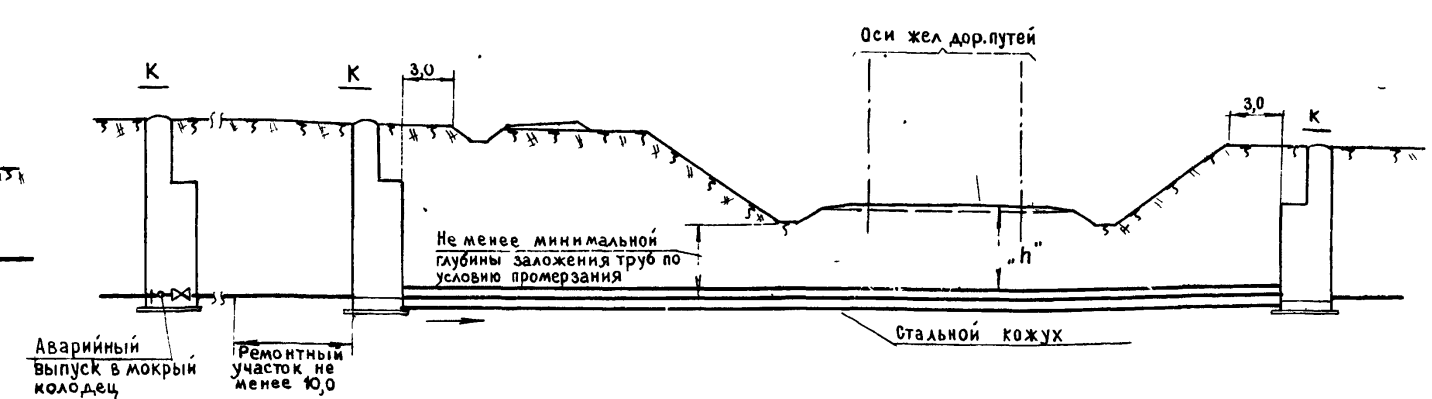 Оси жел дор.путей
К
К
3,0
3,0
К
Не менее минимальной
глубины заложения труб по
условию промерзания
„h"
Стальной кожух
Аварийный
выпуск в мокрый
колодец
Ремонтный
участок не
менее 10,0